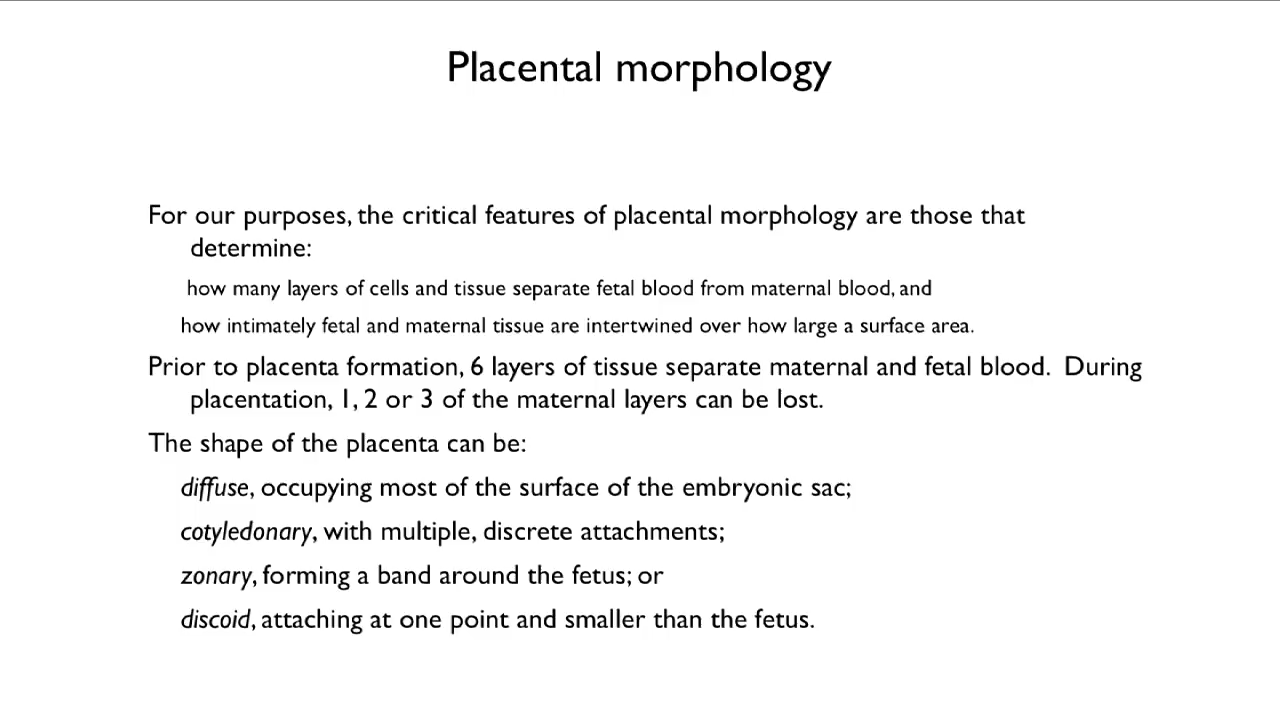 Placental morphology
For our purposes, the critical features of placental morphology are those that
determine:
how many layers of cells and tissue separate fetal blood from maternal blood, and
how intimately fetal and maternal tissue are intertwined over how large a surface area.
Prior to placenta formation, 6 layers of tissue separate maternal and fetal blood.  During
placentation, 1, 2 or 3 of the maternal layers can be lost.
The shape of the placenta can be:
diffuse, occupying most of the surface of the embryonic sac;
cotyledonary, with multiple, discrete attachments;
zonary, forming a band around the fetus; or
discoid, attaching at one point and smaller than the fetus.